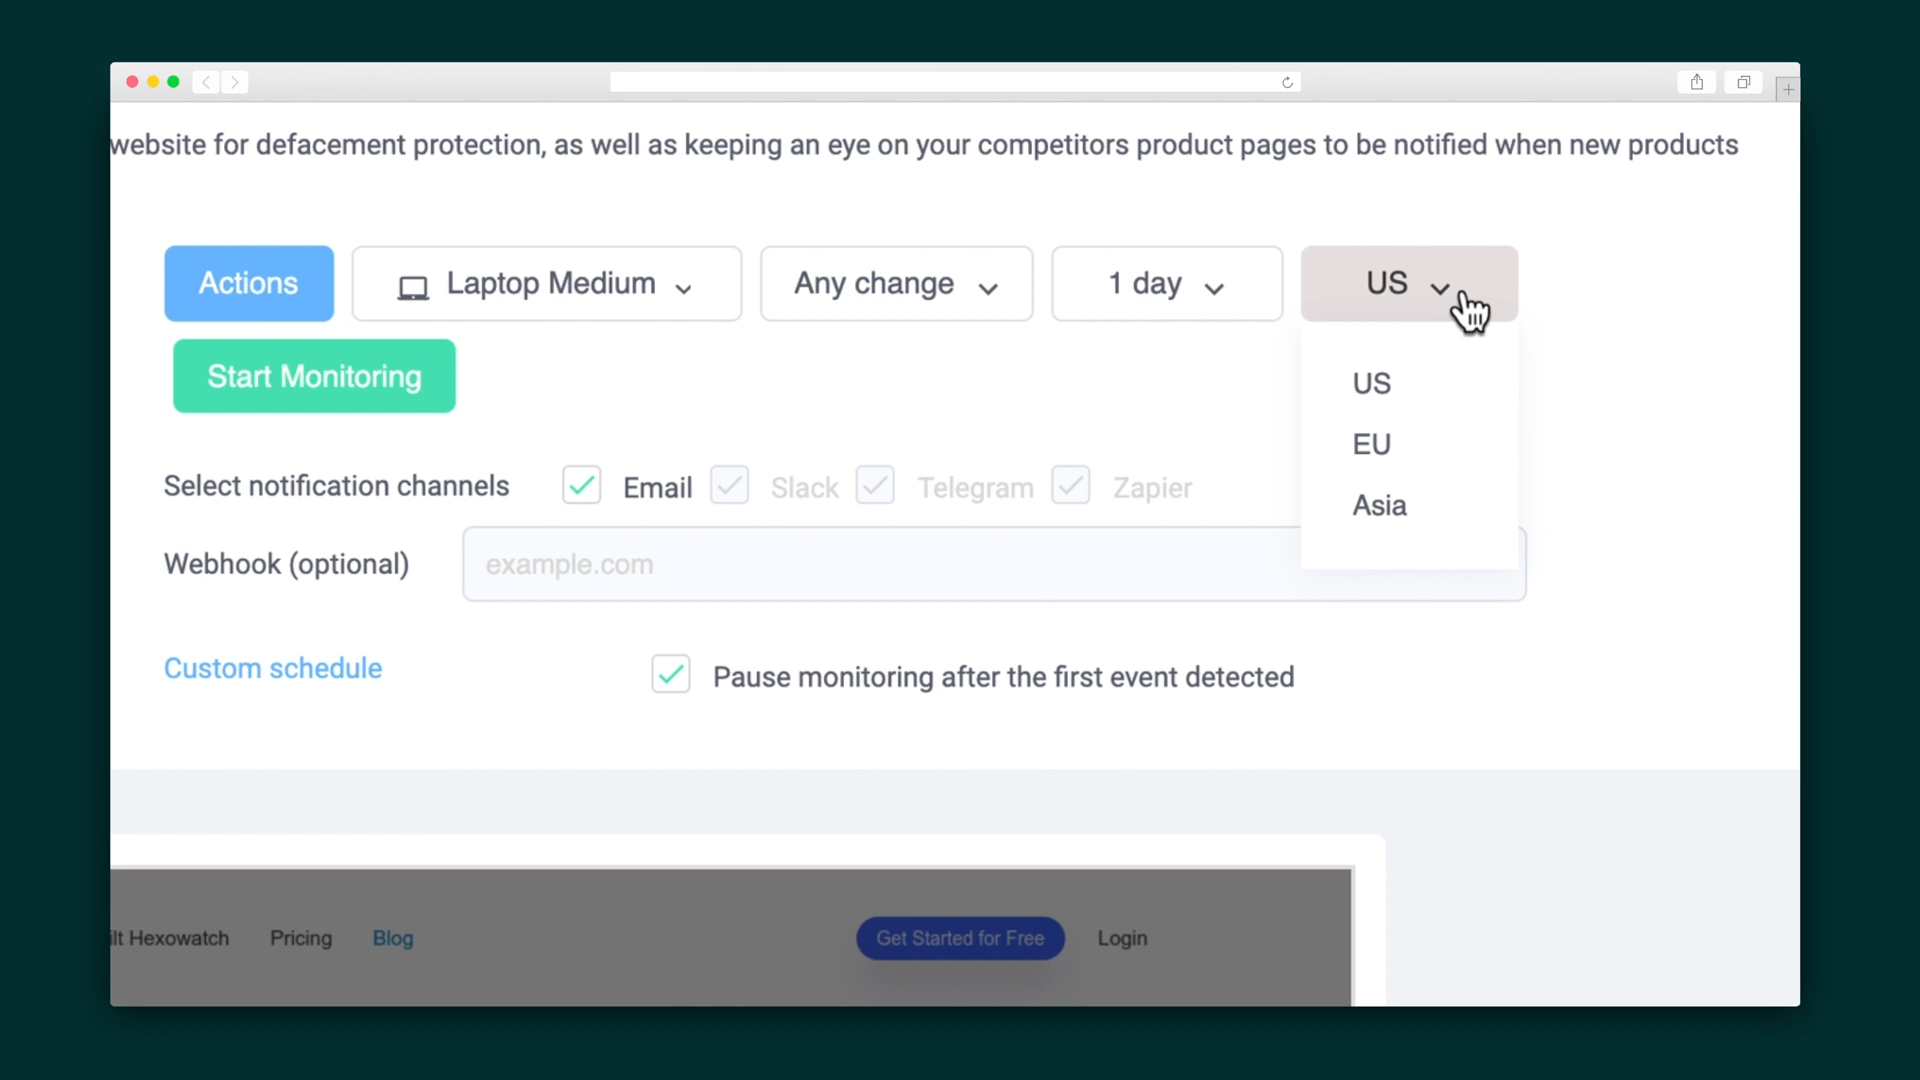 website for defacement protection, as well as keeping an eye on your competitors product pages to be notified when new products
Actions
Laptop Medium
Any change
1 day
US
Start Monitoring
US
EU
Asia
Select notification channels
Email
Slack
Telegram
Zapier
Webhook (optional)
example.com
Custom schedule
Pause monitoring after the first event detected
ilt Hexowatch
Pricing
Blog
Get Started for Free
Login